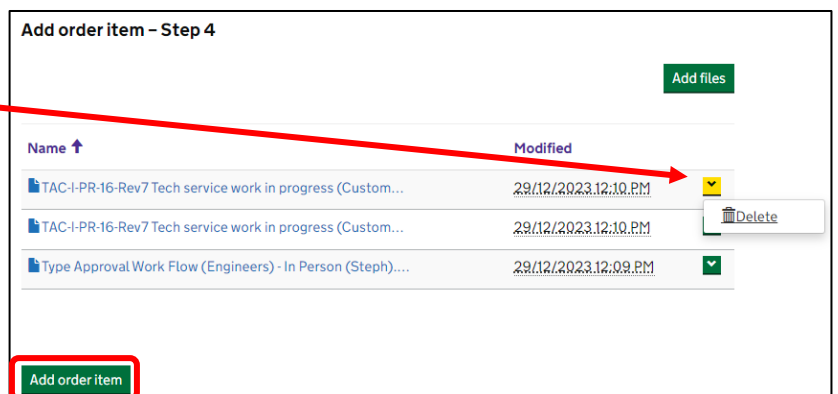 Add order item – Step 4
Add files
Name Modified
TAC-I-PR-16-Rev7 Tech service work in progress (Custom... 29/12/2023 12:10 PM
Delete
TAC-I-PR-16-Rev7 Tech service work in progress (Custom... 29/12/2023 12:10 PM
Type Approval Work Flow (Engineers) - In Person (Steph).... 29/12/2023 12:09 PM
Add order item